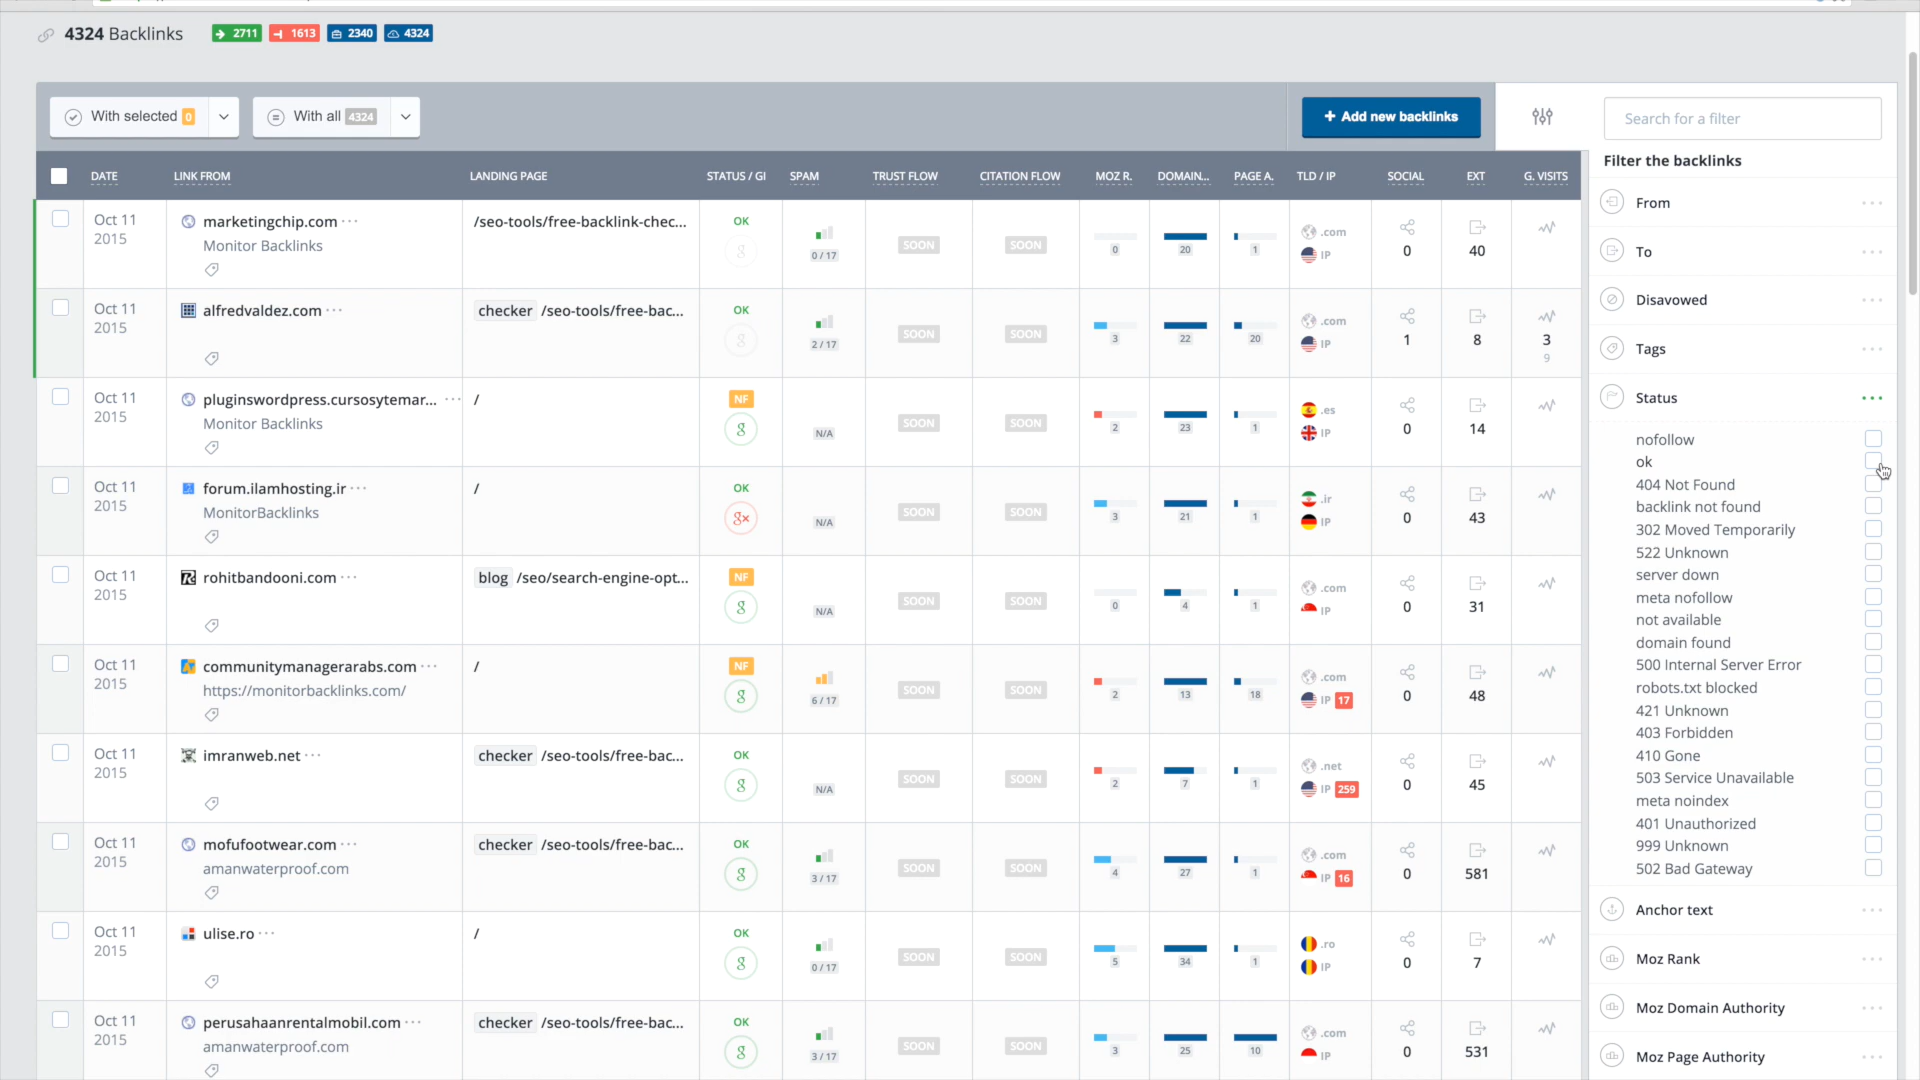 4324 Backlinks 2711 1613 2340 4324
With selected 0 With all 4324 + Add new backlinks Search for a filter
DATE LINK FROM LANDING PAGE STATUS / GI SPAM TRUST FLOW CITATION FLOW MOZ R. DOMAIN... PAGE A. TLD / IP SOCIAL EXT G. VISITS
Oct 11 marketingchip.com ... /seo-tools/free-backlink-chec... OK .com
2015 Monitor Backlinks 0 / 17 SOON SOON 0 20 1 IP 0 40
Oct 11 alfredvaldez.com ... checker /seo-tools/free-bac... OK .com
2015 2 / 17 SOON SOON 3 22 20 IP 1 8 3
9
Oct 11 pluginswordpress.cursosytemar... ... / NF .es
2015 Monitor Backlinks g N/A SOON SOON 2 23 1 IP 0 14
Oct 11 forum.ilamhosting.ir ... / OK .ir
2015 MonitorBacklinks g× N/A SOON SOON 3 21 1 IP 0 43
Oct 11 rohitbandooni.com ... blog /seo/search-engine-opt... NF .com
2015 g N/A SOON SOON 0 4 1 IP 0 31
Oct 11 communitymanagerarabs.com ... / NF .com
2015 https://monitorbacklinks.com/ g 6 / 17 SOON SOON 2 13 18 IP 17 0 48
Oct 11 imranweb.net ... checker /seo-tools/free-bac... OK .net
2015 g N/A SOON SOON 2 7 1 IP 259 0 45
Oct 11 mofufootwear.com ... checker /seo-tools/free-bac... OK .com
2015 amanwaterproof.com g 3 / 17 SOON SOON 4 27 1 IP 16 0 581
Oct 11 ulise.ro ... / OK .ro
2015 g 0 / 17 SOON SOON 5 34 1 IP 0 7
Oct 11 perusahaanrentalmobil.com ... checker /seo-tools/free-bac... OK .com
2015 amanwaterproof.com g 3 / 17 SOON SOON 3 25 10 IP 0 531
Filter the backlinks
From
To
Disavowed
Tags
Status
nofollow
ok
404 Not Found
backlink not found
302 Moved Temporarily
522 Unknown
server down
meta nofollow
not available
domain found
500 Internal Server Error
robots.txt blocked
421 Unknown
403 Forbidden
410 Gone
503 Service Unavailable
meta noindex
401 Unauthorized
999 Unknown
502 Bad Gateway
Anchor text
Moz Rank
Moz Domain Authority
Moz Page Authority